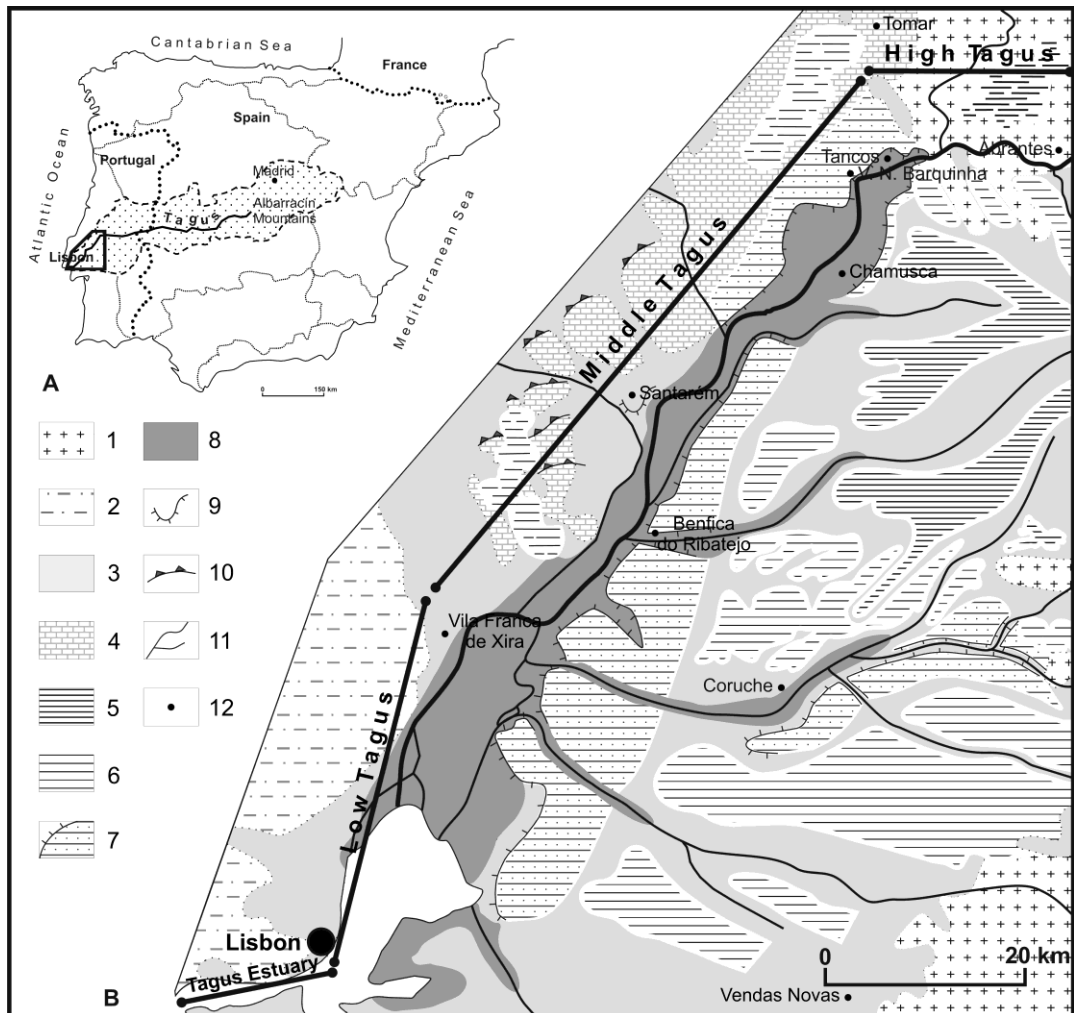 Cantabrian Sea
France
Spain
Atlantic Ocean
Portugal
Madrid
Albarracín
Mountains
Tagus
Lisbon
Mediterranean Sea
A
0 150 km
1
2
3
4
5
6
7
8
9
10
11
12
Tomar
High Tagus
Abrantes
Tancos
V. N. Barquinha
Chamusca
Middle Tagus
Santarém
Benfica
do Ribatejo
Vila Franca
de Xira
Coruche
Low Tagus
Lisbon
Tagus Estuary
B
0 20 km
Vendas Novas